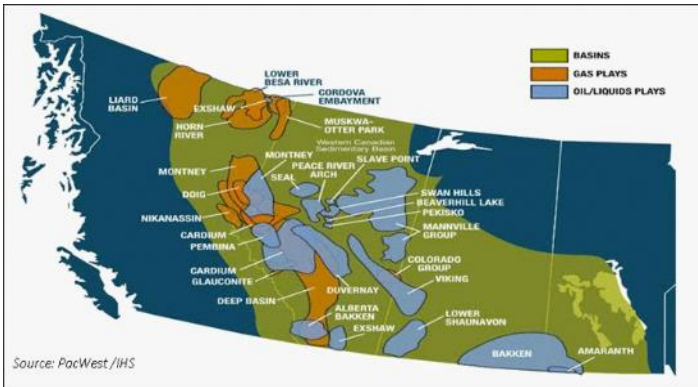 BASINS
GAS PLAYS
OIL/LIQUIDS PLAYS
LOWER
BESA RIVER
CORDOVA
EMBAYMENT
LIARD
BASIN
EXSHAW
HORN
RIVER
MUSKWA-
OTTER PARK
Western Canadian
Sedimentary Basin
MONTNEY
SLAVE POINT
PEACE RIVER
ARCH
SEAL
MONTNEY
DOIG
SWAN HILLS
BEAVERHILL LAKE
PEKISKO
NIKANASSIN
MANNVILLE
GROUP
CARDIUM
PEMBINA
COLORADO
GROUP
CARDIUM
GLAUCONITE
VIKING
DUVERNAY
DEEP BASIN
ALBERTA
BAKKEN
LOWER
SHAUNAVON
EXSHAW
BAKKEN
AMARANTH
Source: PacWest/IHS